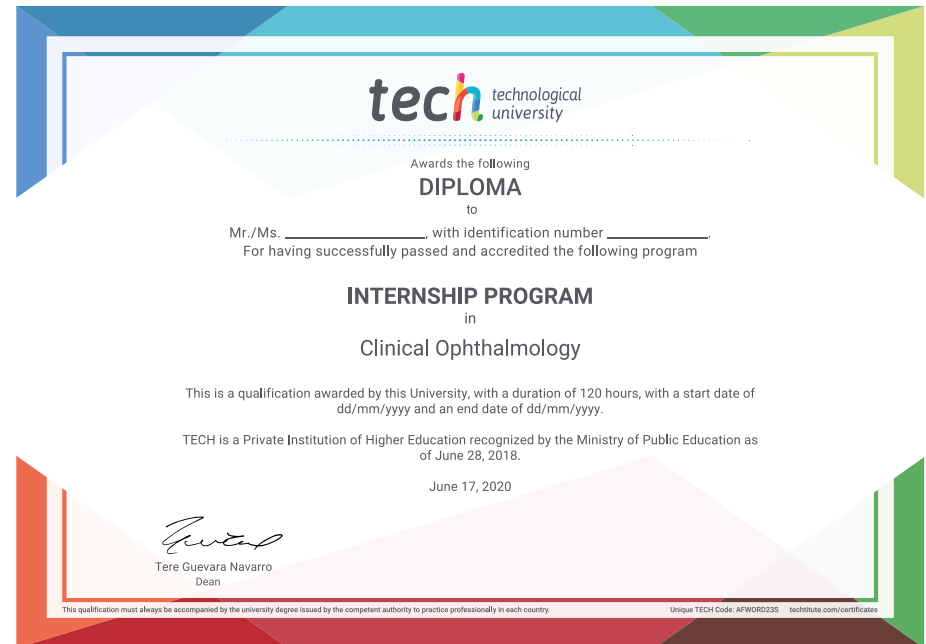 tech technological
university
Awards the following
DIPLOMA
to
Mr./Ms. ____________________, with identification number ______________.
For having successfully passed and accredited the following program
INTERNSHIP PROGRAM
in
Clinical Ophthalmology
This is a qualification awarded by this University, with a duration of 120 hours, with a start date of
dd/mm/yyyy and an end date of dd/mm/yyyy.
TECH is a Private Institution of Higher Education recognized by the Ministry of Public Education as
of June 28, 2018.
June 17, 2020
Tere Guevara Navarro
Dean
This qualification must always be accompanied by the university degree issued by the competent authority to practice professionally in each country. Unique TECH Code: AFWORD23S techtitute.com/certificates